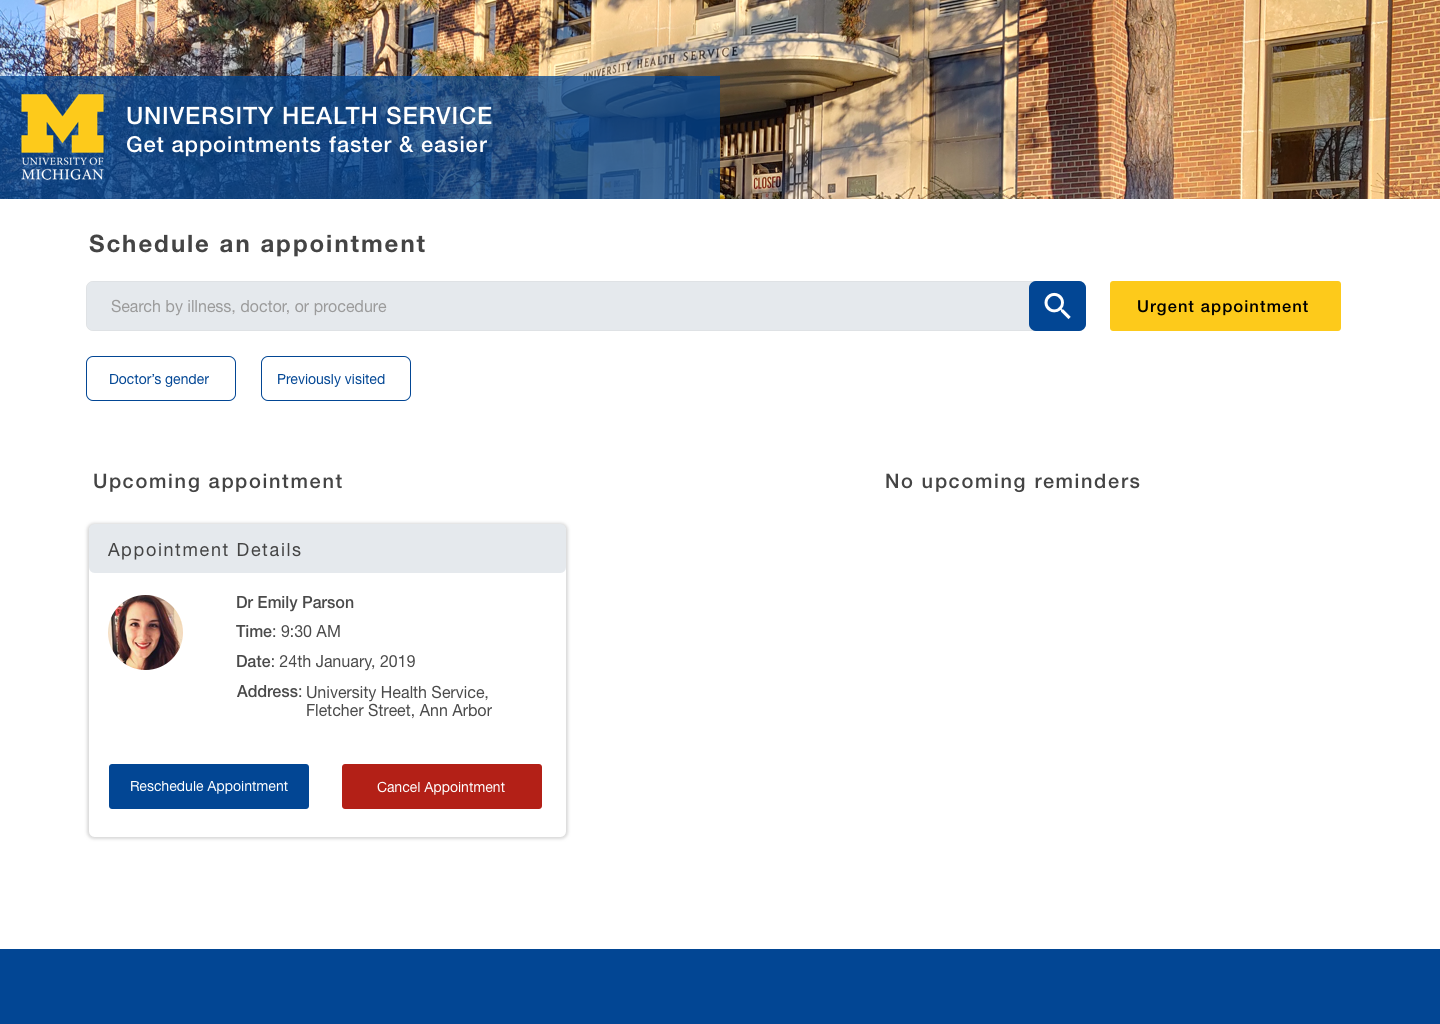 UNIVERSITY HEALTH SERVICE
UNIVERSITY OF
MICHIGAN
UNIVERSITY HEALTH SERVICE
Get appointments faster & easier
CLOSED
Schedule an appointment
Search by illness, doctor, or procedure
Urgent appointment
Doctor's gender
Previously visited
Upcoming appointment
No upcoming reminders
Appointment Details
Dr Emily Parson
Time: 9:30 AM
Date: 24th January, 2019
Address: University Health Service,
Fletcher Street, Ann Arbor
Reschedule Appointment
Cancel Appointment